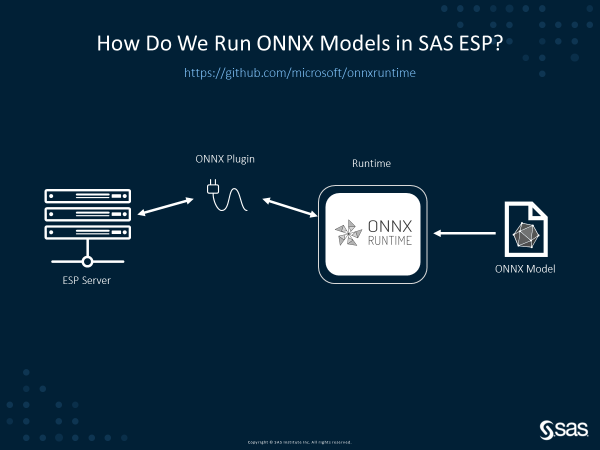 How Do We Run ONNX Models in SAS ESP?
https://github.com/microsoft/onnxruntime
ONNX Plugin
Runtime
ONNX
RUNTIME
ESP Server
ONNX Model
Copyright © SAS Institute Inc. All rights reserved.
sas